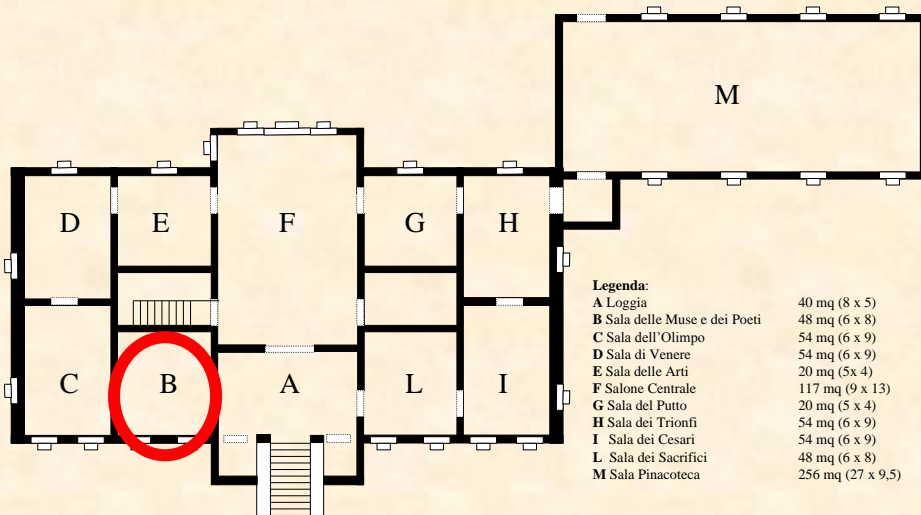 M
D E F G H
C B A L I
Legenda:
A Loggia 40 mq (8 x 5)
B Sala delle Muse e dei Poeti 48 mq (6 x 8)
C Sala dell'Olimpo 54 mq (6 x 9)
D Sala di Venere 54 mq (6 x 9)
E Sala delle Arti 20 mq (5x 4)
F Salone Centrale 117 mq (9 x 13)
G Sala del Putto 20 mq (5 x 4)
H Sala dei Trionfi 54 mq (6 x 9)
I Sala dei Cesari 54 mq (6 x 9)
L Sala dei Sacrifici 48 mq (6 x 8)
M Sala Pinacoteca 256 mq (27 x 9,5)